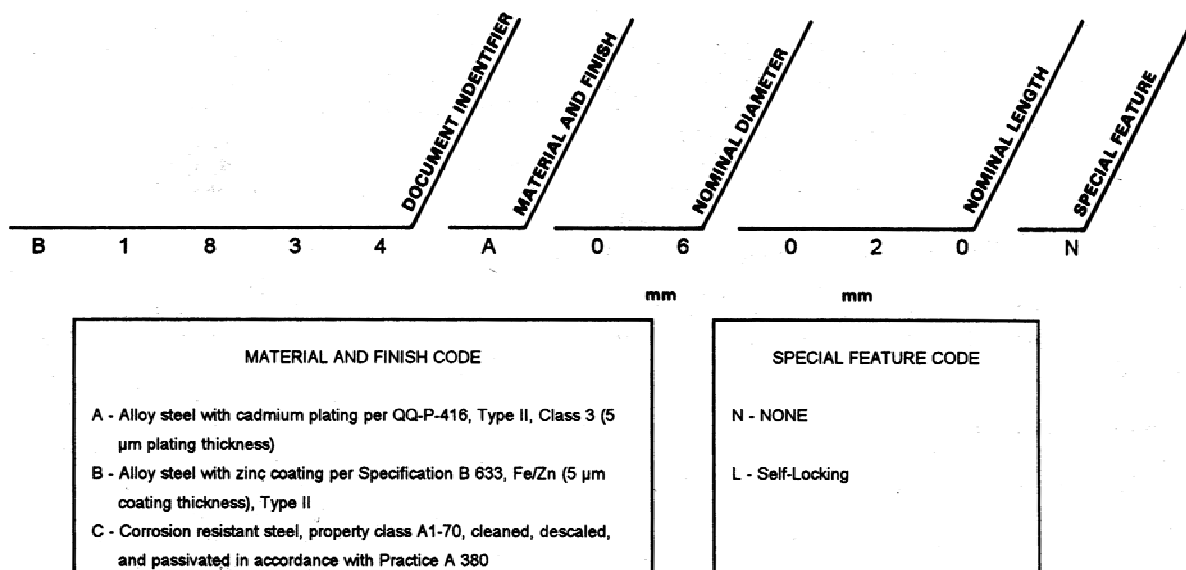 DOCUMENT INDENTIFIER
MATERIAL AND FINISH
NOMINAL DIAMETER
NOMINAL LENGTH
SPECIAL FEATURE
B 1 8 3 4 A 0 6 0 2 0 N
mm mm
MATERIAL AND FINISH CODE
A - Alloy steel with cadmium plating per QQ-P-416, Type II, Class 3 (5
µm plating thickness)
B - Alloy steel with zinc coating per Specification B 633, Fe/Zn (5 µm
coating thickness), Type II
C - Corrosion resistant steel, property class A1-70, cleaned, descaled,
and passivated in accordance with Practice A 380
SPECIAL FEATURE CODE
N - NONE
L - Self-Locking